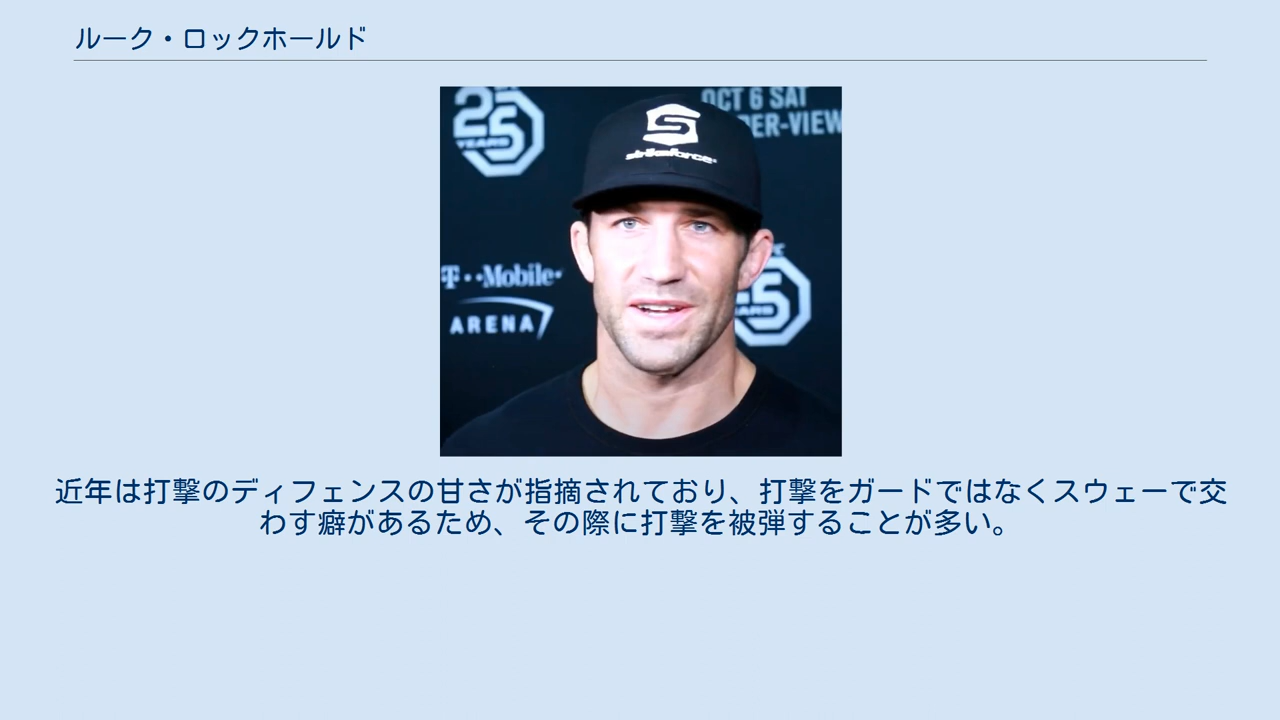 ルーク・ロックホールド
25
YEARS
OCT 6 SAT
PER-VIEW
strikeforce
T··Mobile·
ARENA
近年は打撃のディフェンスの甘さが指摘されており、打撃をガードではなくスウェーで交
わす癖があるため、その際に打撃を被弾することが多い。